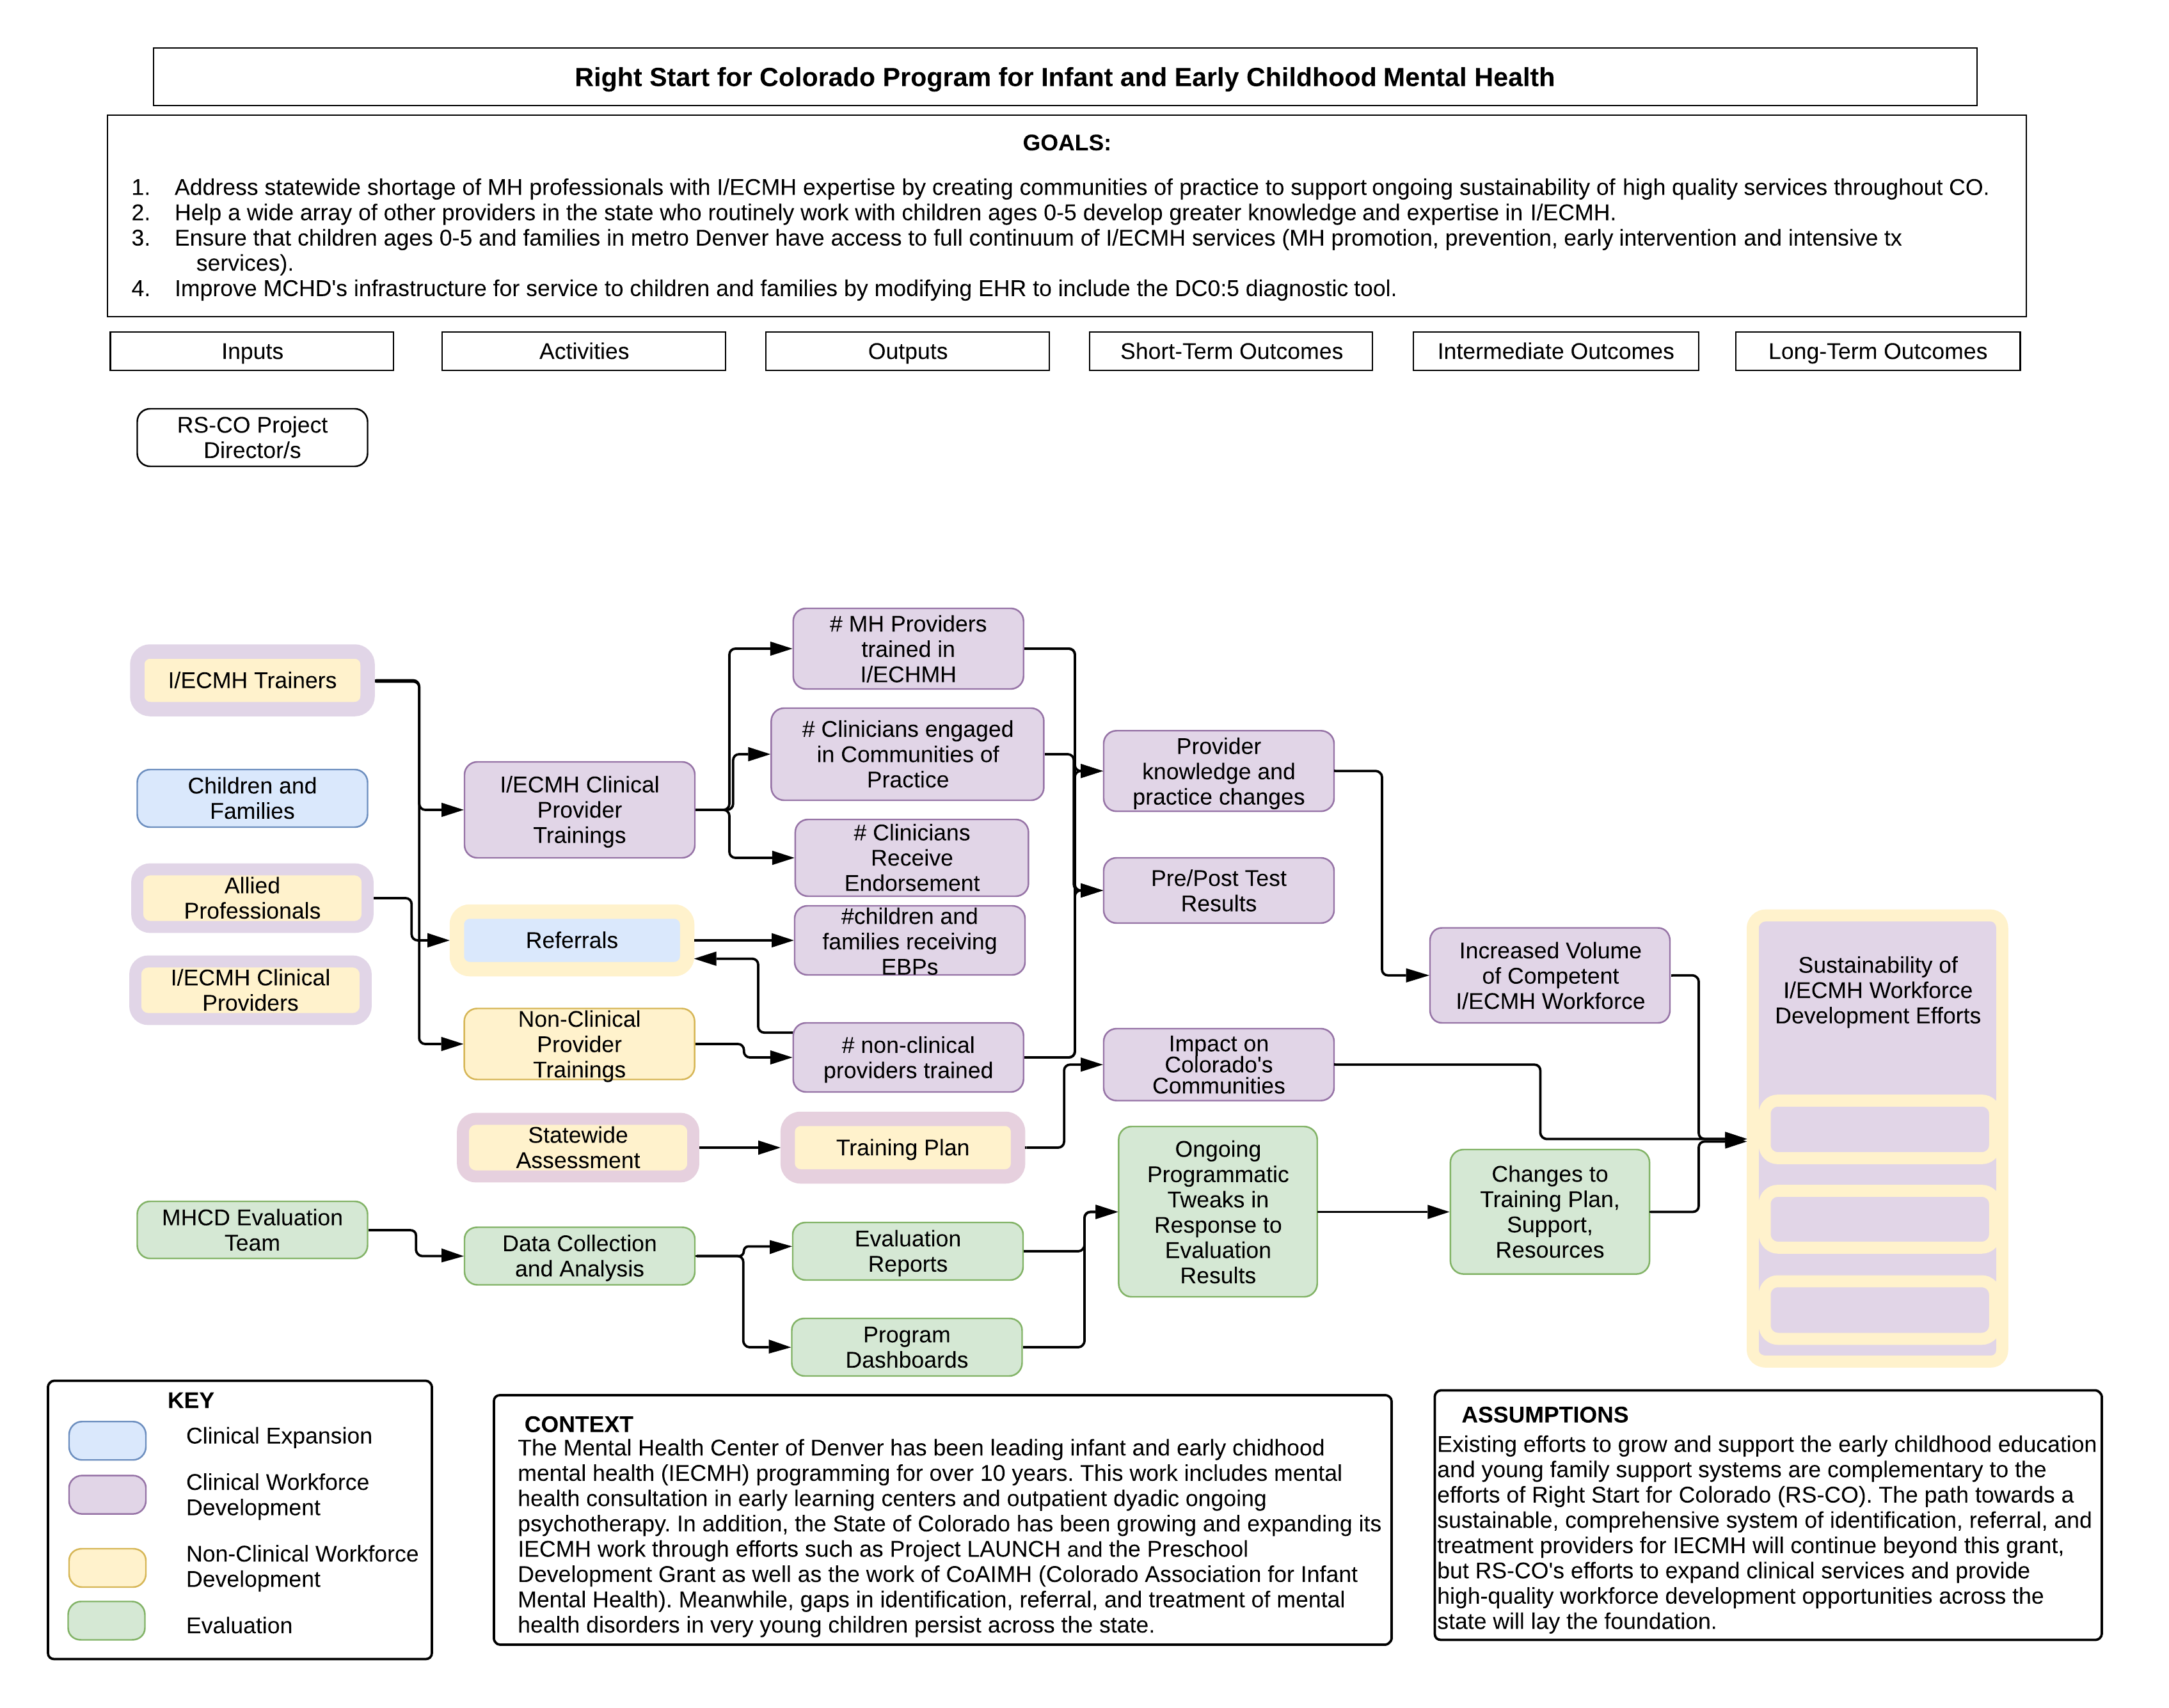 Right Start for Colorado Program for Infant and Early Childhood Mental Health
GOALS:
1. Address statewide shortage of MH professionals with I/ECMH expertise by creating communities of practice to support ongoing sustainability of high quality services throughout CO.
2. Help a wide array of other providers in the state who routinely work with children ages 0-5 develop greater knowledge and expertise in I/ECMH.
3. Ensure that children ages 0-5 and families in metro Denver have access to full continuum of I/ECMH services (MH promotion, prevention, early intervention and intensive tx
services).
4. Improve MCHD's infrastructure for service to children and families by modifying EHR to include the DC0:5 diagnostic tool.
Inputs
Activities
Outputs
Short-Term Outcomes
Intermediate Outcomes
Long-Term Outcomes
RS-CO Project
Director/s
I/ECMH Trainers
Children and
Families
Allied
Professionals
I/ECMH Clinical
Providers
MHCD Evaluation
Team
I/ECMH Clinical
Provider
Trainings
Referrals
Non-Clinical
Provider
Trainings
Statewide
Assessment
Data Collection
and Analysis
# MH Providers
trained in
I/ECHMH
# Clinicians engaged
in Communities of
Practice
# Clinicians
Receive
Endorsement
#children and
families receiving
EBPs
# non-clinical
providers trained
Training Plan
Evaluation
Reports
Program
Dashboards
Provider
knowledge and
practice changes
Pre/Post Test
Results
Impact on
Colorado's
Communities
Ongoing
Programmatic
Tweaks in
Response to
Evaluation
Results
Increased Volume
of Competent
I/ECMH Workforce
Changes to
Training Plan,
Support,
Resources
Sustainability of
I/ECMH Workforce
Development Efforts
KEY
Clinical Expansion
Clinical Workforce
Development
Non-Clinical Workforce
Development
Evaluation
CONTEXT
The Mental Health Center of Denver has been leading infant and early chidhood
mental health (IECMH) programming for over 10 years. This work includes mental
health consultation in early learning centers and outpatient dyadic ongoing
psychotherapy. In addition, the State of Colorado has been growing and expanding its
IECMH work through efforts such as Project LAUNCH and the Preschool
Development Grant as well as the work of CoAIMH (Colorado Association for Infant
Mental Health). Meanwhile, gaps in identification, referral, and treatment of mental
health disorders in very young children persist across the state.
ASSUMPTIONS
Existing efforts to grow and support the early childhood education
and young family support systems are complementary to the
efforts of Right Start for Colorado (RS-CO). The path towards a
sustainable, comprehensive system of identification, referral, and
treatment providers for IECMH will continue beyond this grant,
but RS-CO's efforts to expand clinical services and provide
high-quality workforce development opportunities across the
state will lay the foundation.